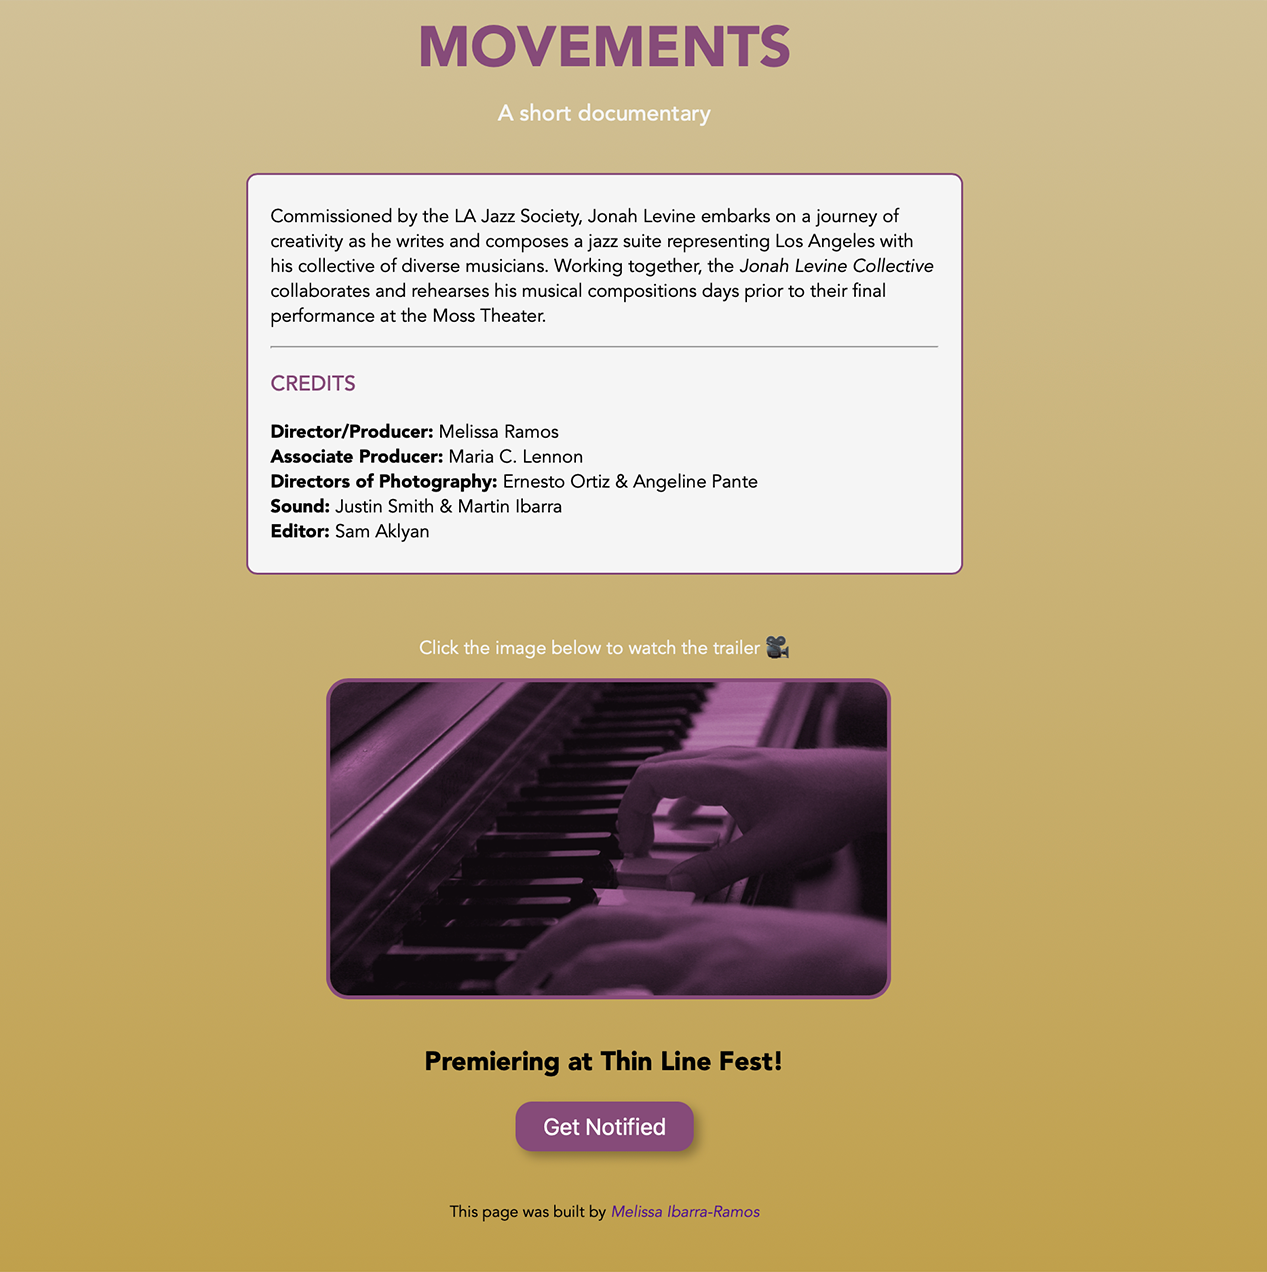 MOVEMENTS
A short documentary
Commissioned by the LA Jazz Society, Jonah Levine embarks on a journey of
creativity as he writes and composes a jazz suite representing Los Angeles with
his collective of diverse musicians. Working together, the Jonah Levine Collective
collaborates and rehearses his musical compositions days prior to their final
performance at the Moss Theater.
CREDITS
Director/Producer: Melissa Ramos
Associate Producer: Maria C. Lennon
Directors of Photography: Ernesto Ortiz & Angeline Pante
Sound: Justin Smith & Martin Ibarra
Editor: Sam Aklyan
Click the image below to watch the trailer 🎥
Premiering at Thin Line Fest!
Get Notified
This page was built by Melissa Ibarra-Ramos